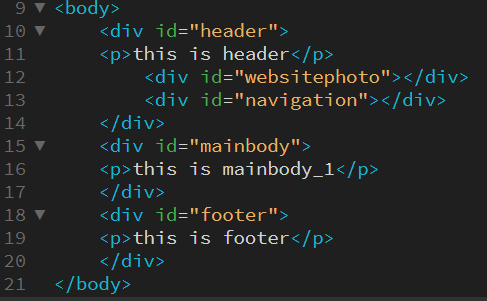 9 <body>
10 <div id="header">
11 <p>this is header</p>
12 <div id="websitephoto"></div>
13 <div id="navigation"></div>
14 </div>
15 <div id="mainbody">
16 <p>this is mainbody_1</p>
17 </div>
18 <div id="footer">
19 <p>this is footer</p>
20 </div>
21 </body>